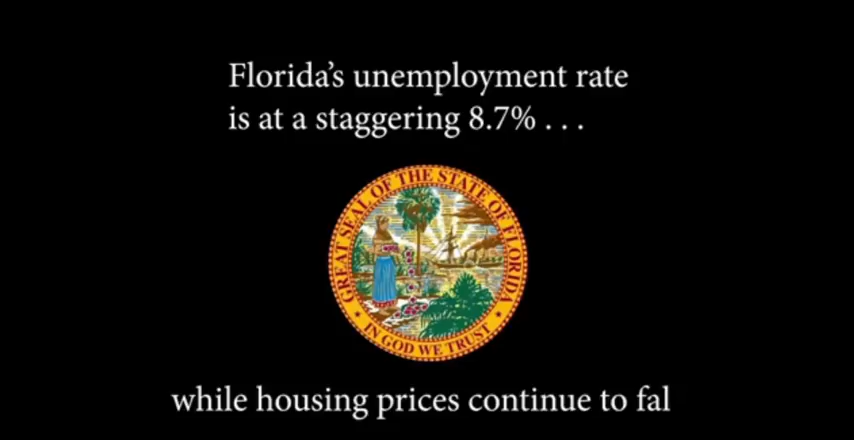 Florida's unemployment rate
is at a staggering 8.7% . . .
GREAT SEAL OF THE STATE OF FLORIDA
IN GOD WE TRUST
while housing prices continue to fal